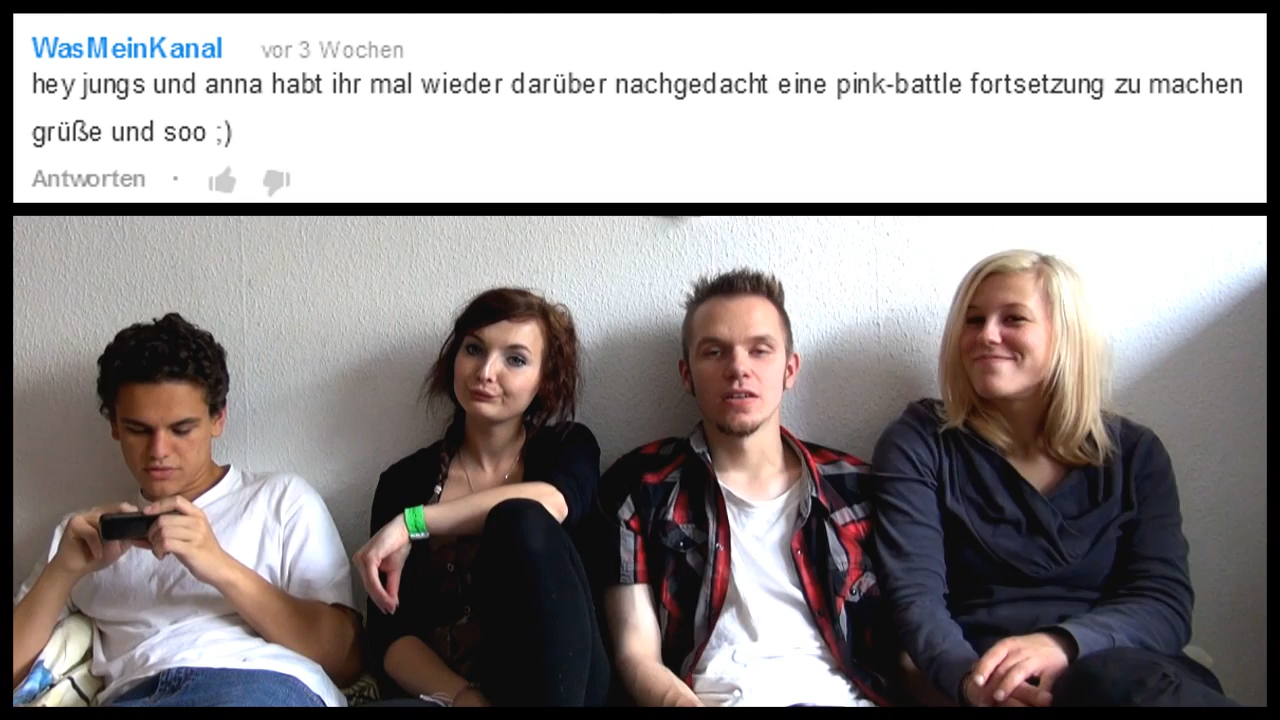 WasMeinKanal vor 3 Wochen
hey jungs und anna habt ihr mal wieder darüber nachgedacht eine pink-battle fortsetzung zu machen
grüße und soo ;)
Antworten ·